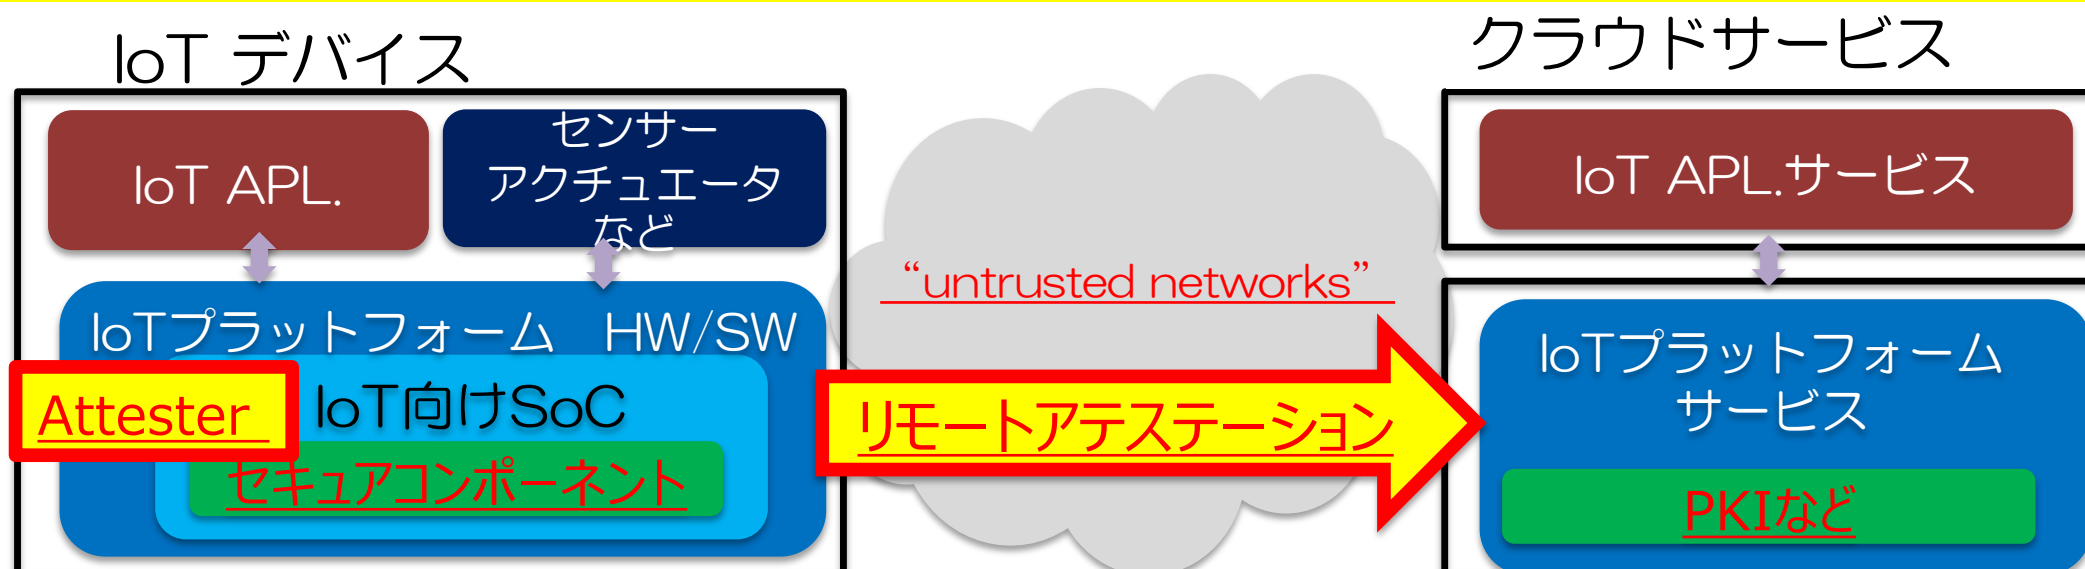 IoT デバイス
IoT APL.
センサー
アクチュエータ
など
IoTプラットフォーム　HW/SW
Attester
IoT向けSoC
セキュアコンポーネント
“untrusted networks”
リモートアテステーション
クラウドサービス
IoT APL.サービス
IoTプラットフォーム
サービス
PKIなど